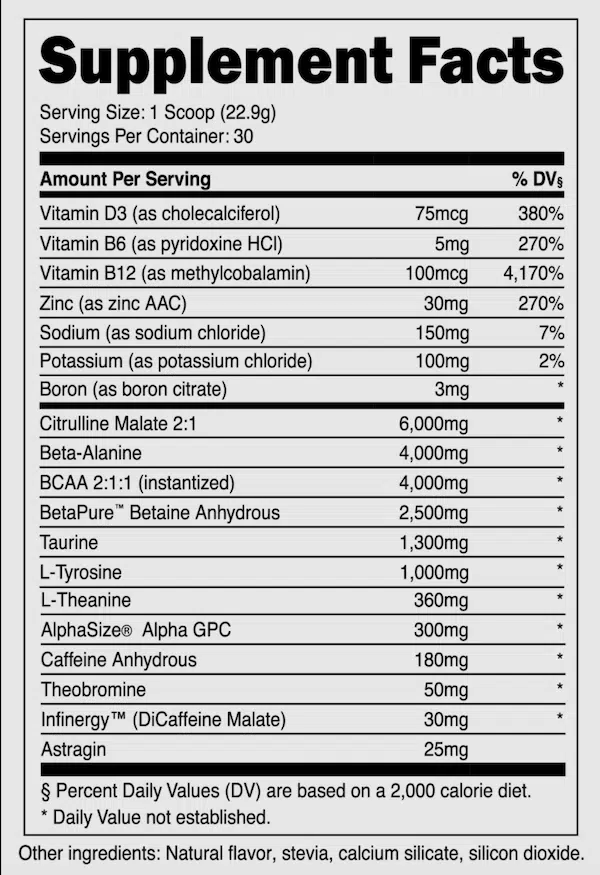 Supplement Facts
Serving Size: 1 Scoop (22.9g)
Servings Per Container: 30
Amount Per Serving % DV§
Vitamin D3 (as cholecalciferol) 75mcg 380%
Vitamin B6 (as pyridoxine HCl) 5mg 270%
Vitamin B12 (as methylcobalamin) 100mcg 4,170%
Zinc (as zinc AAC) 30mg 270%
Sodium (as sodium chloride) 150mg 7%
Potassium (as potassium chloride) 100mg 2%
Boron (as boron citrate) 3mg *
Citrulline Malate 2:1 6,000mg *
Beta-Alanine 4,000mg *
BCAA 2:1:1 (instantized) 4,000mg *
BetaPure™ Betaine Anhydrous 2,500mg *
Taurine 1,300mg *
L-Tyrosine 1,000mg *
L-Theanine 360mg *
AlphaSize® Alpha GPC 300mg *
Caffeine Anhydrous 180mg *
Theobromine 50mg *
Infinergy™ (DiCaffeine Malate) 30mg *
Astragin 25mg
§ Percent Daily Values (DV) are based on a 2,000 calorie diet.
* Daily Value not established.
Other ingredients: Natural flavor, stevia, calcium silicate, silicon dioxide.